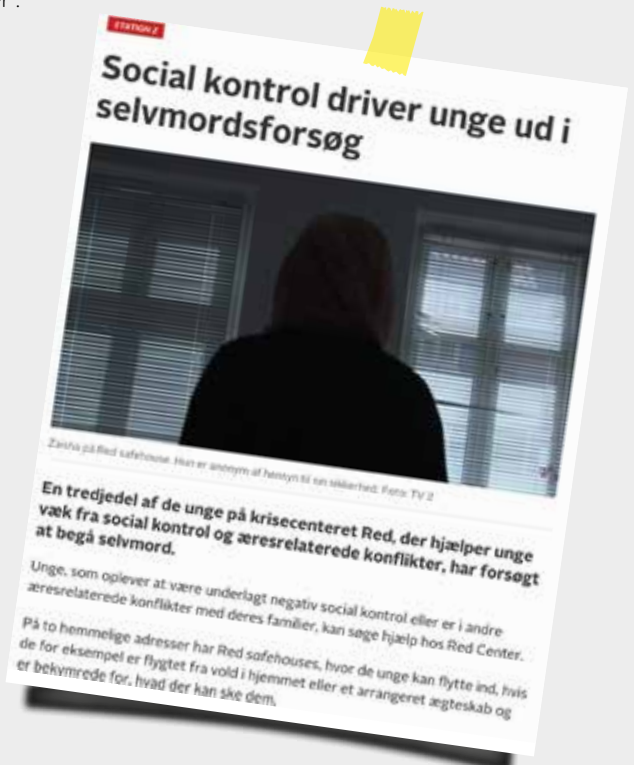 STATION 2
Social kontrol driver unge ud i
selvmordsforsøg
Zaisha på Red safehouse. Hun er anonym af hensyn til sin sikkerhed. Foto: TV 2
En tredjedel af de unge på krisecenteret Red, der hjælper unge
væk fra social kontrol og æresrelaterede konflikter, har forsøgt
at begå selvmord.
Unge, som oplever at være underlagt negativ social kontrol eller er i andre
æresrelaterede konflikter med deres familier, kan søge hjælp hos Red Center.
På to hemmelige adresser har Red safehouses, hvor de unge kan flytte ind, hvis
de for eksempel er flygtet fra vold i hjemmet eller et arrangeret ægteskab og
er bekymrede for, hvad der kan ske dem.